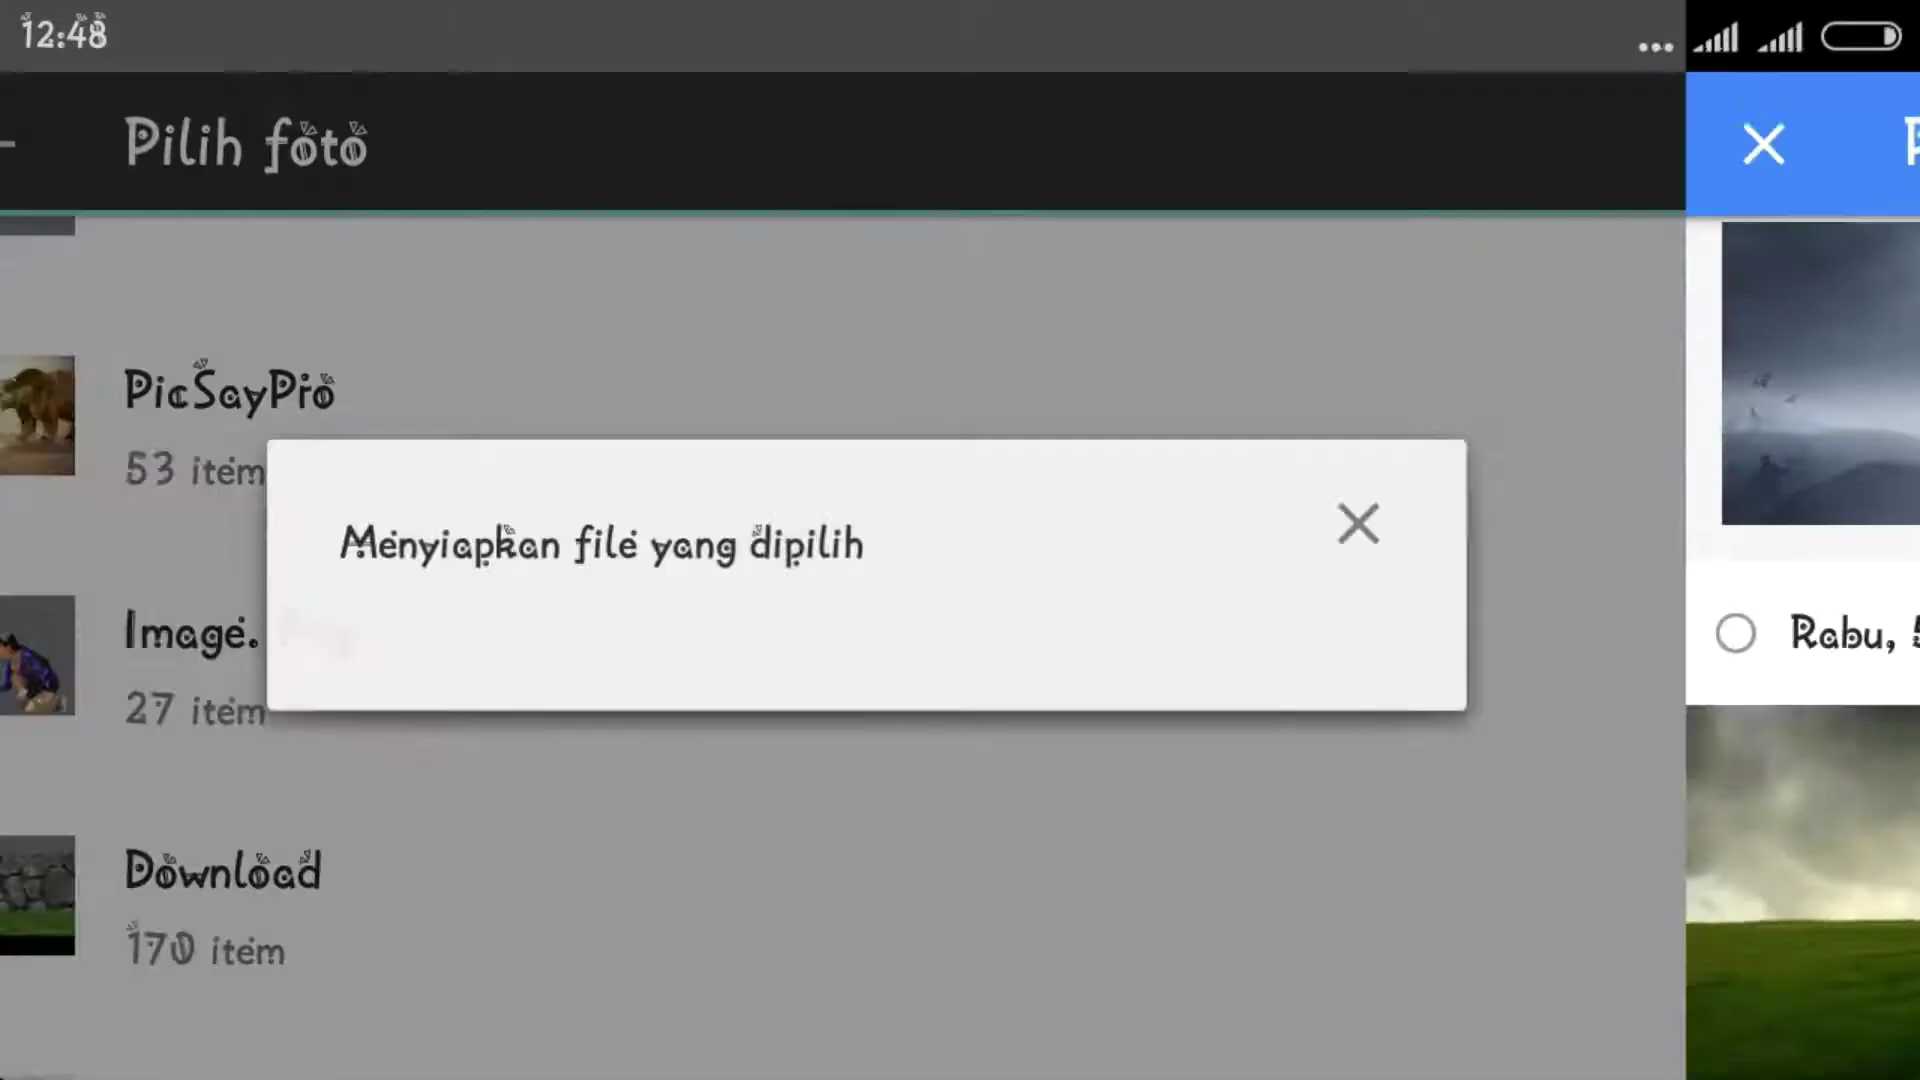 12:48
Pilih foto
PicSayPro
53 item
Menyiapkan file yang dipilih
Image.
27 item
Rabu,
Download
170 item